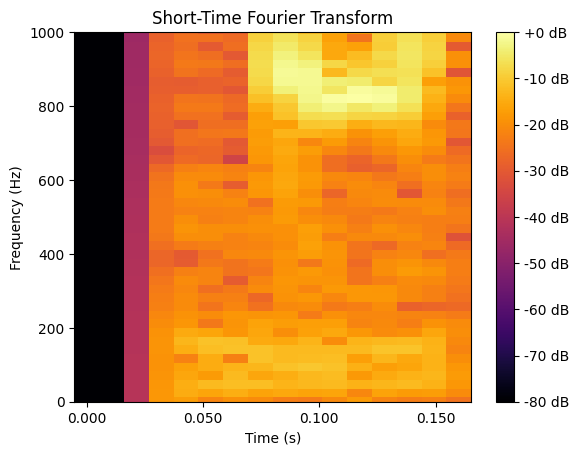 Short-Time Fourier Transform
1000
800
600
400
200
0
Frequency (Hz)
0.000
0.050
0.100
0.150
Time (s)
+0 dB
-10 dB
-20 dB
-30 dB
-40 dB
-50 dB
-60 dB
-70 dB
-80 dB